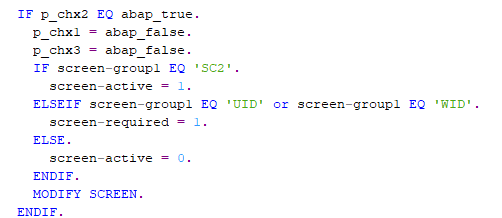 IF p_chx2 EQ abap_true.
p_chx1 = abap_false.
p_chx3 = abap_false.
IF screen-group1 EQ 'SC2'.
screen-active = 1.
ELSEIF screen-group1 EQ 'UID' or screen-group1 EQ 'WID'.
screen-required = 1.
ELSE.
screen-active = 0.
ENDIF.
MODIFY SCREEN.
ENDIF.